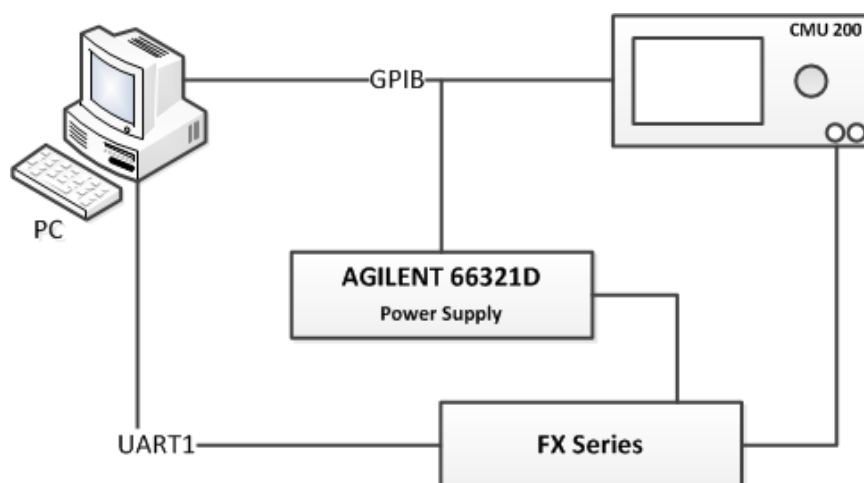 CMU 200
GPIB
PC
AGILENT 66321D
Power Supply
UART1
FX Series